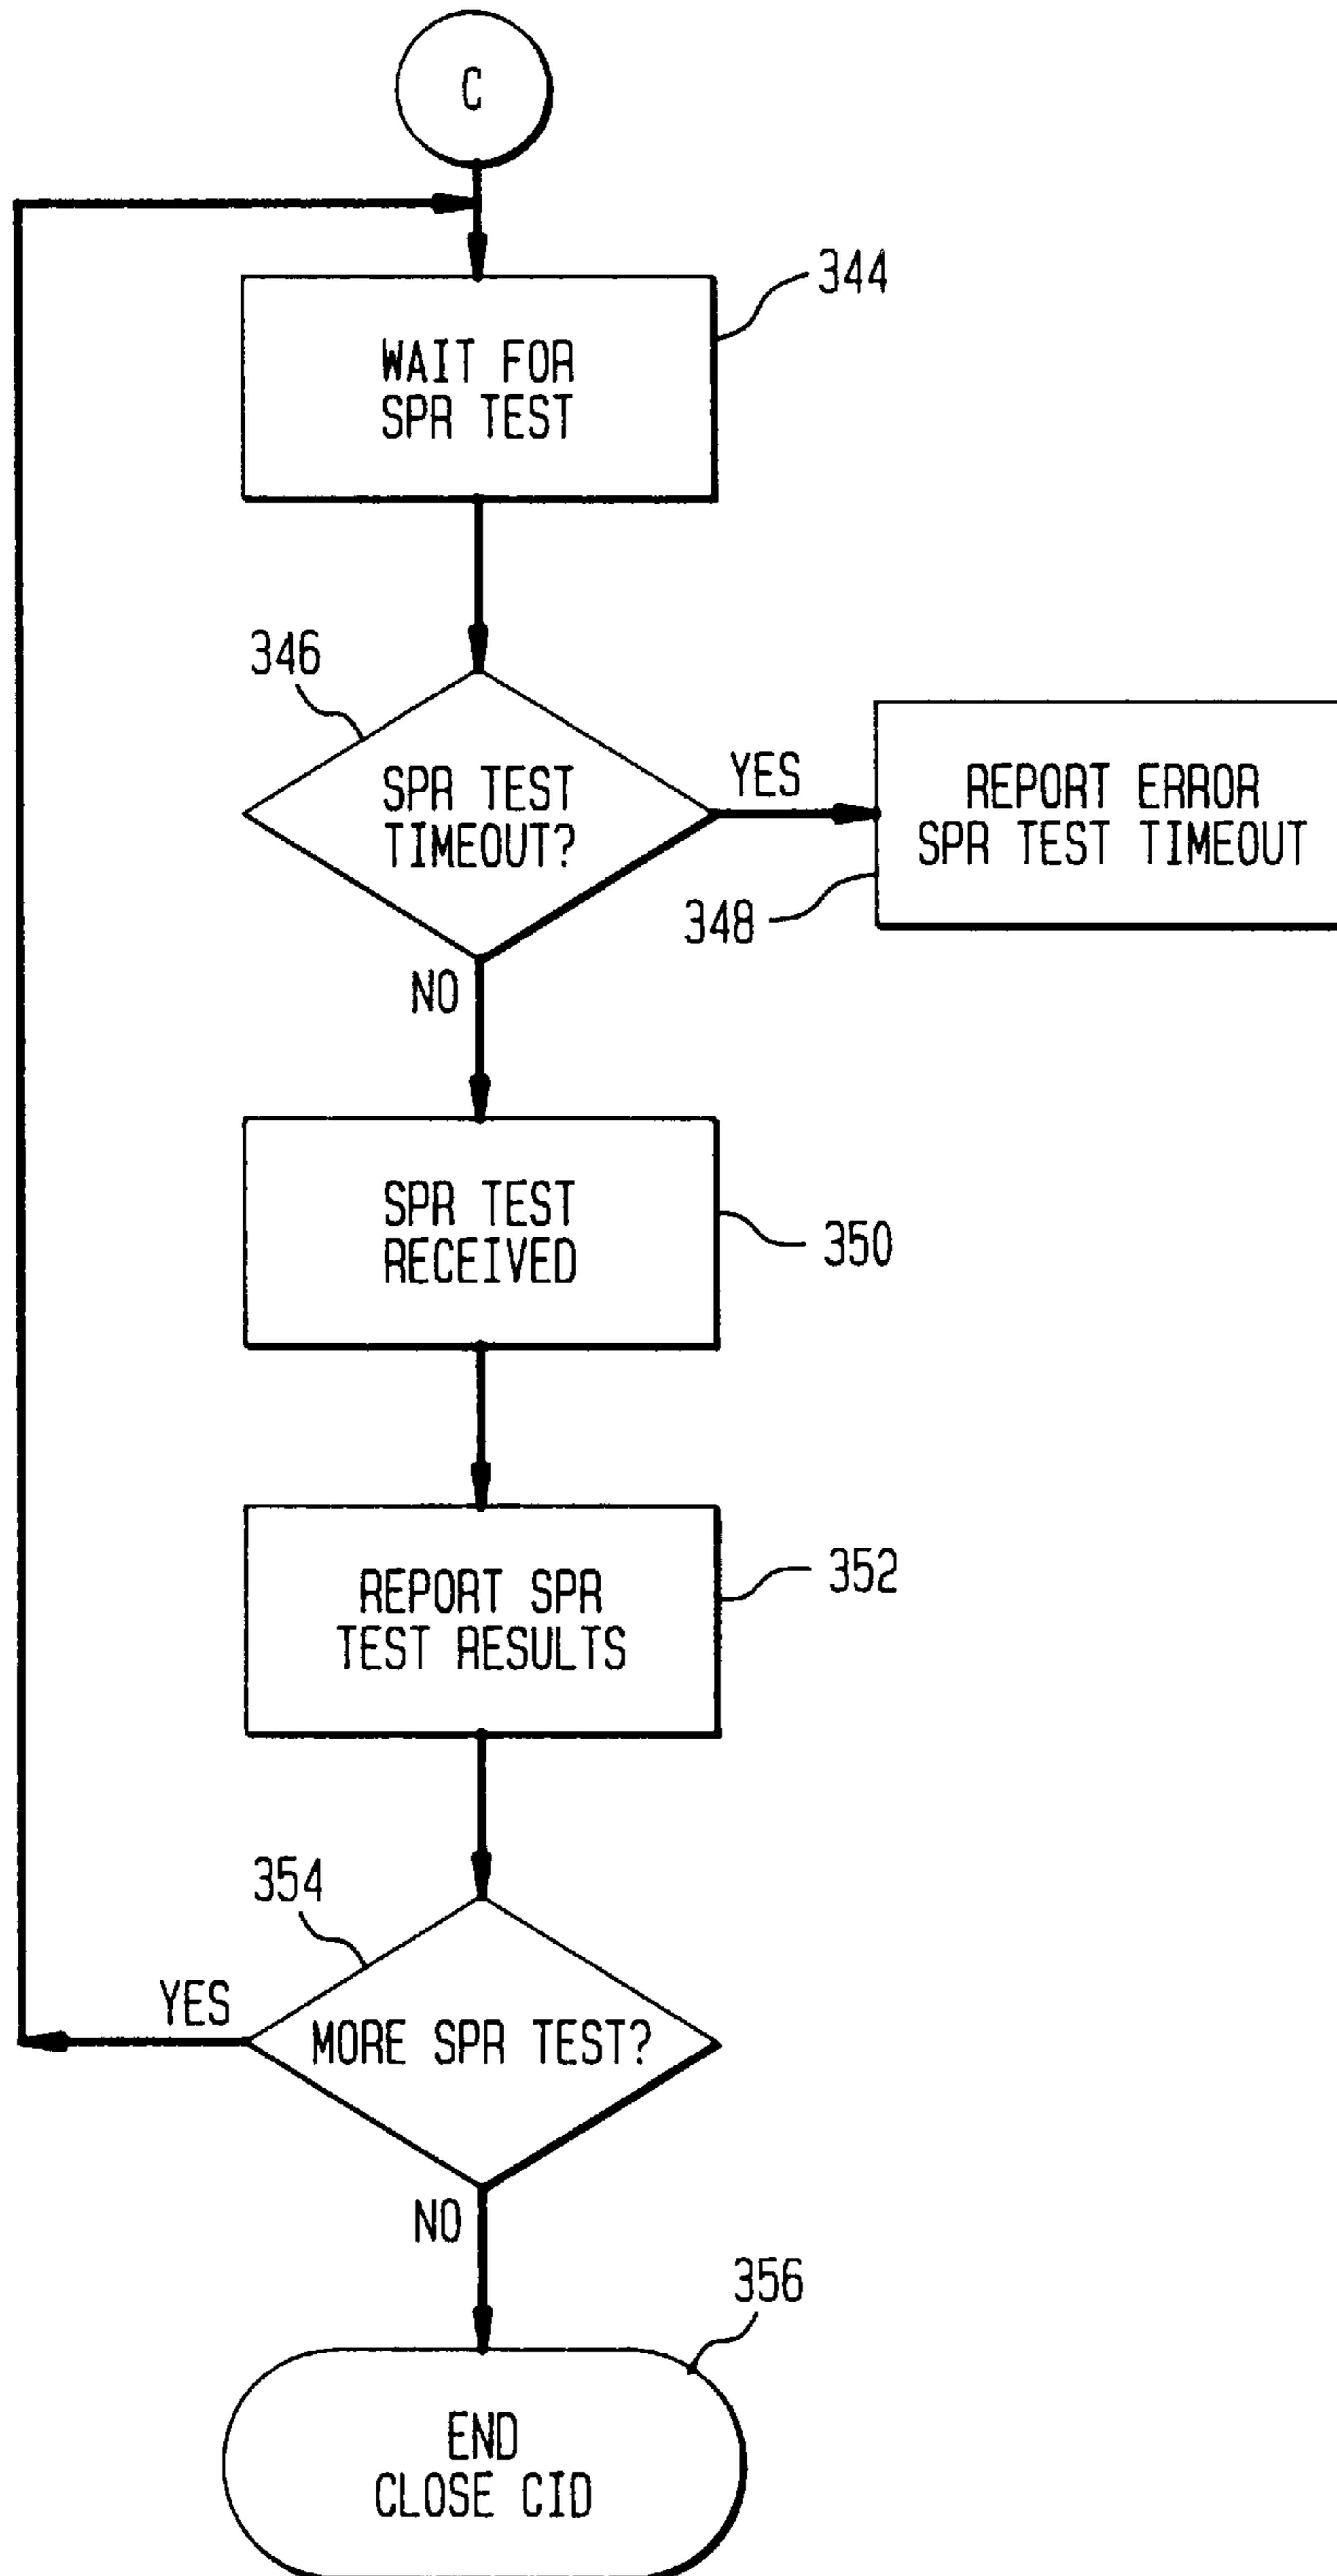 C
344
WAIT FOR
SPR TEST
346
SPR TEST
TIMEOUT?
YES
REPORT ERROR
SPR TEST TIMEOUT
348
NO
SPR TEST
RECEIVED
350
REPORT SPR
TEST RESULTS
352
354
YES
MORE SPR TEST?
NO
356
END
CLOSE CID